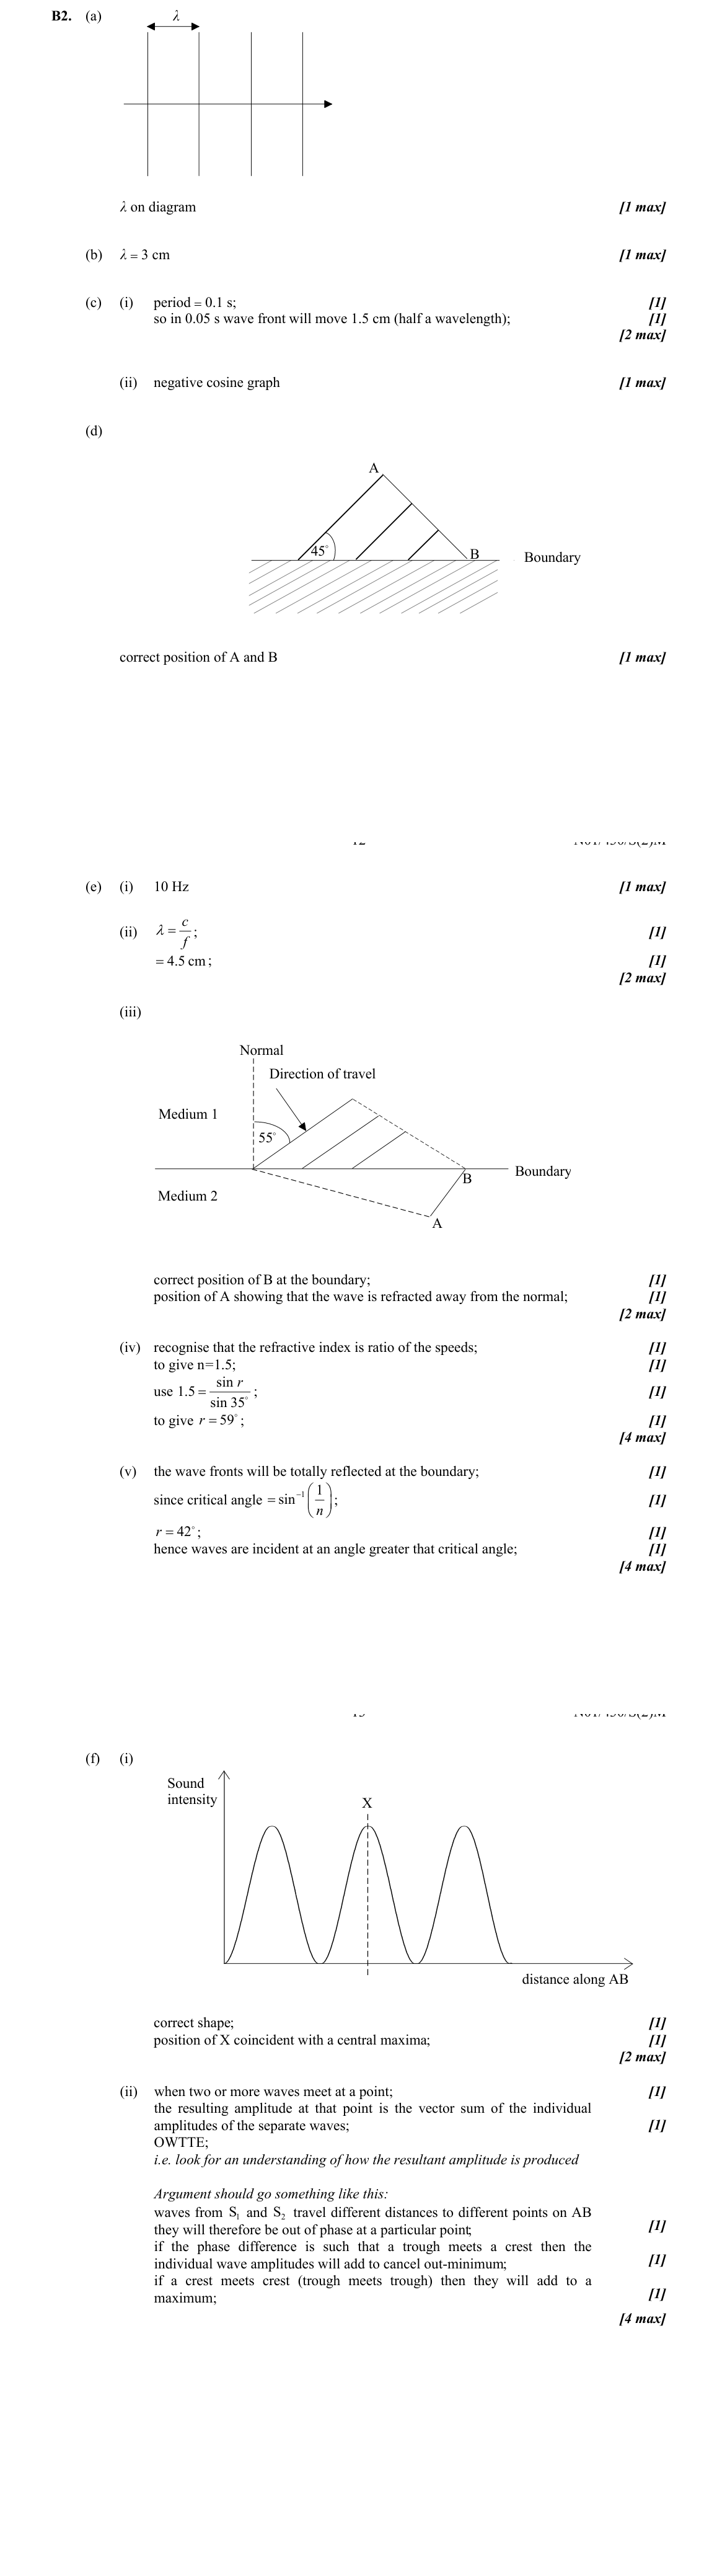 B2. (a)
λ
λ on diagram [1 max]
(b) λ = 3 cm [1 max]
(c) (i) period = 0.1 s; [1]
so in 0.05 s wave front will move 1.5 cm (half a wavelength); [1]
[2 max]
(ii) negative cosine graph [1 max]
(d)
A
45°
B
Boundary
correct position of A and B [1 max]
(e) (i) 10 Hz [1 max]
(ii) λ = c/f ; [1]
= 4.5 cm ; [1]
[2 max]
(iii)
Normal
Direction of travel
Medium 1
55°
Boundary
B
Medium 2
A
correct position of B at the boundary; [1]
position of A showing that the wave is refracted away from the normal; [1]
[2 max]
(iv) recognise that the refractive index is ratio of the speeds; [1]
to give n=1.5; [1]
use 1.5 = sin r / sin 35° ; [1]
to give r = 59° ; [1]
[4 max]
(v) the wave fronts will be totally reflected at the boundary; [1]
since critical angle = sin⁻¹(1/n) ; [1]
r = 42° ; [1]
hence waves are incident at an angle greater that critical angle; [1]
[4 max]
(f) (i)
Sound
intensity
X
distance along AB
correct shape; [1]
position of X coincident with a central maxima; [1]
[2 max]
(ii) when two or more waves meet at a point; [1]
the resulting amplitude at that point is the vector sum of the individual
amplitudes of the separate waves; [1]
OWTTE;
i.e. look for an understanding of how the resultant amplitude is produced
Argument should go something like this:
waves from S₁ and S₂ travel different distances to different points on AB
they will therefore be out of phase at a particular point; [1]
if the phase difference is such that a trough meets a crest then the
individual wave amplitudes will add to cancel out-minimum; [1]
if a crest meets crest (trough meets trough) then they will add to a
maximum; [1]
[4 max]